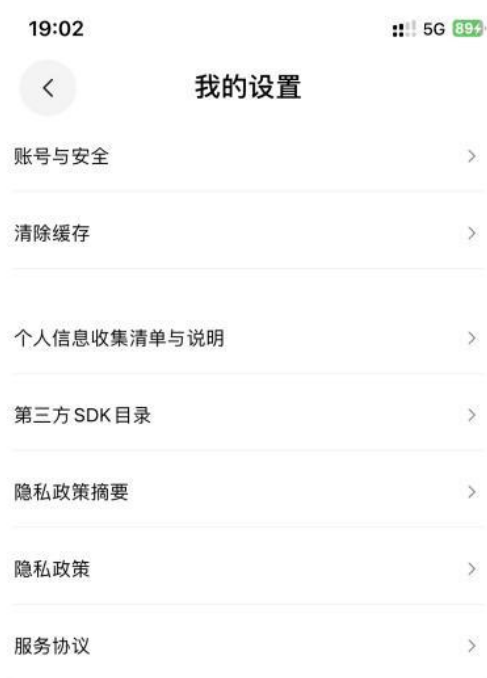 19:02 5G 89
我的设置
账号与安全
清除缓存
个人信息收集清单与说明
第三方SDK目录
隐私政策摘要
隐私政策
服务协议